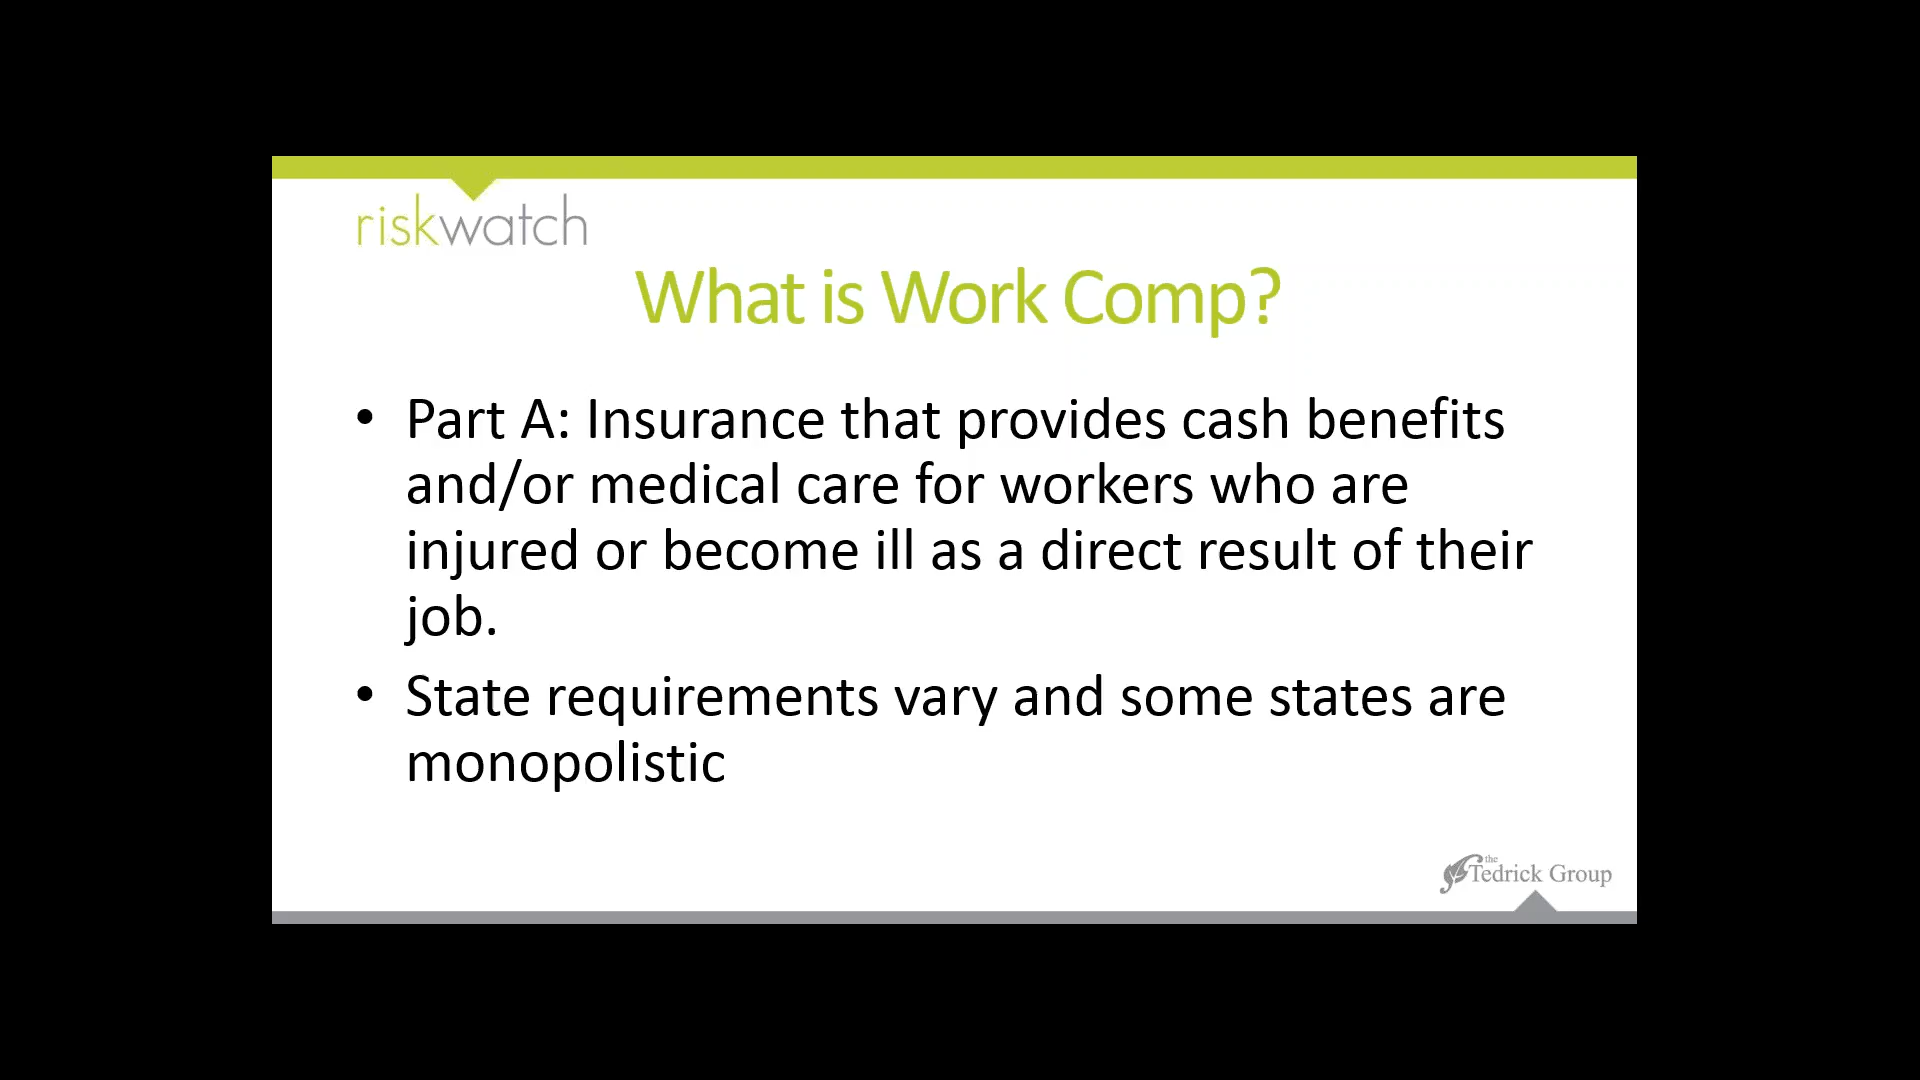 riskwatch
What is Work Comp?
• Part A: Insurance that provides cash benefits
and/or medical care for workers who are
injured or become ill as a direct result of their
job.
• State requirements vary and some states are
monopolistic
the
Tedrick Group